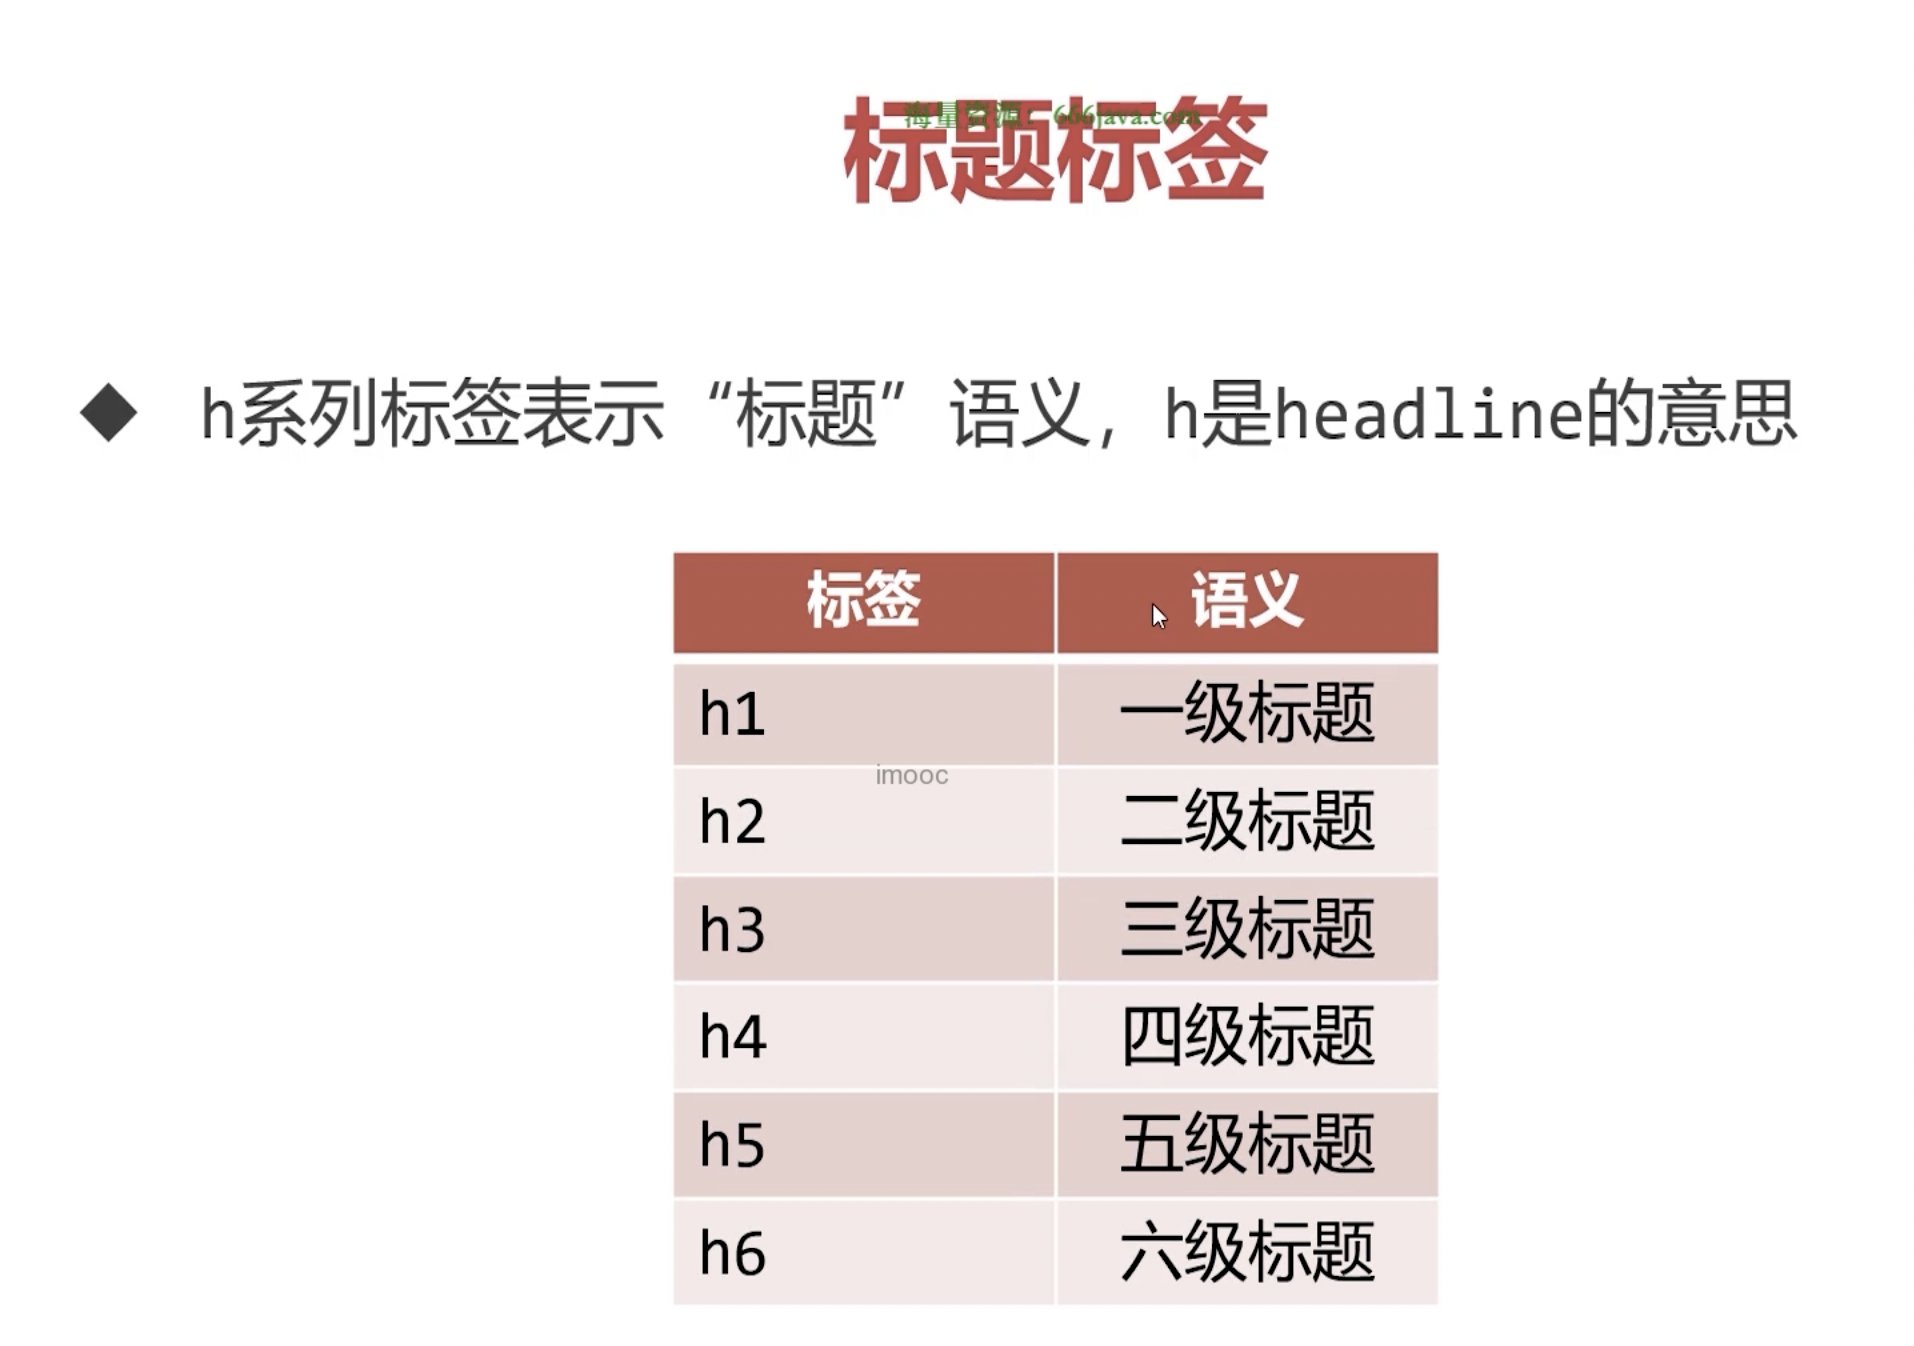 海量资源：666java.com
标题标签
h系列标签表示“标题”语义，h是headline的意思
标签 语义
h1 一级标题
imooc
h2 二级标题
h3 三级标题
h4 四级标题
h5 五级标题
h6 六级标题